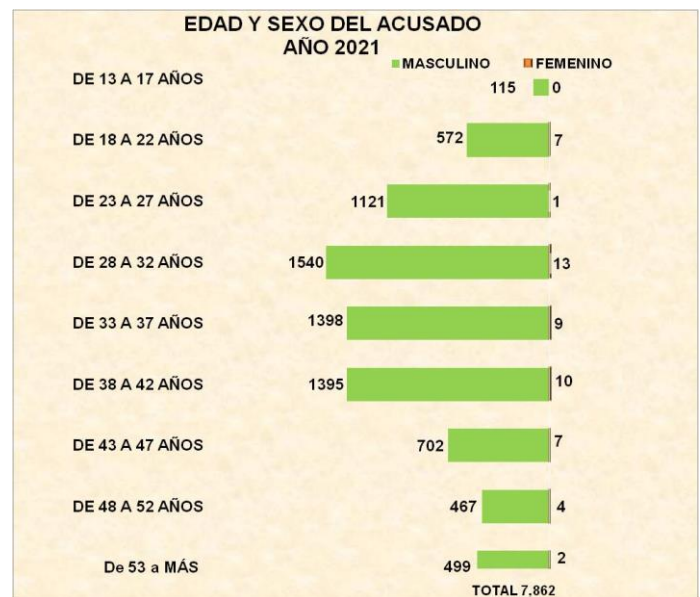 EDAD Y SEXO DEL ACUSADO
AÑO 2021
MASCULINO FEMENINO
DE 13 A 17 AÑOS 115 0
DE 18 A 22 AÑOS 572 7
DE 23 A 27 AÑOS 1121 1
DE 28 A 32 AÑOS 1540 13
DE 33 A 37 AÑOS 1398 9
DE 38 A 42 AÑOS 1395 10
DE 43 A 47 AÑOS 702 7
DE 48 A 52 AÑOS 467 4
De 53 a MÁS 499 2
TOTAL 7,862